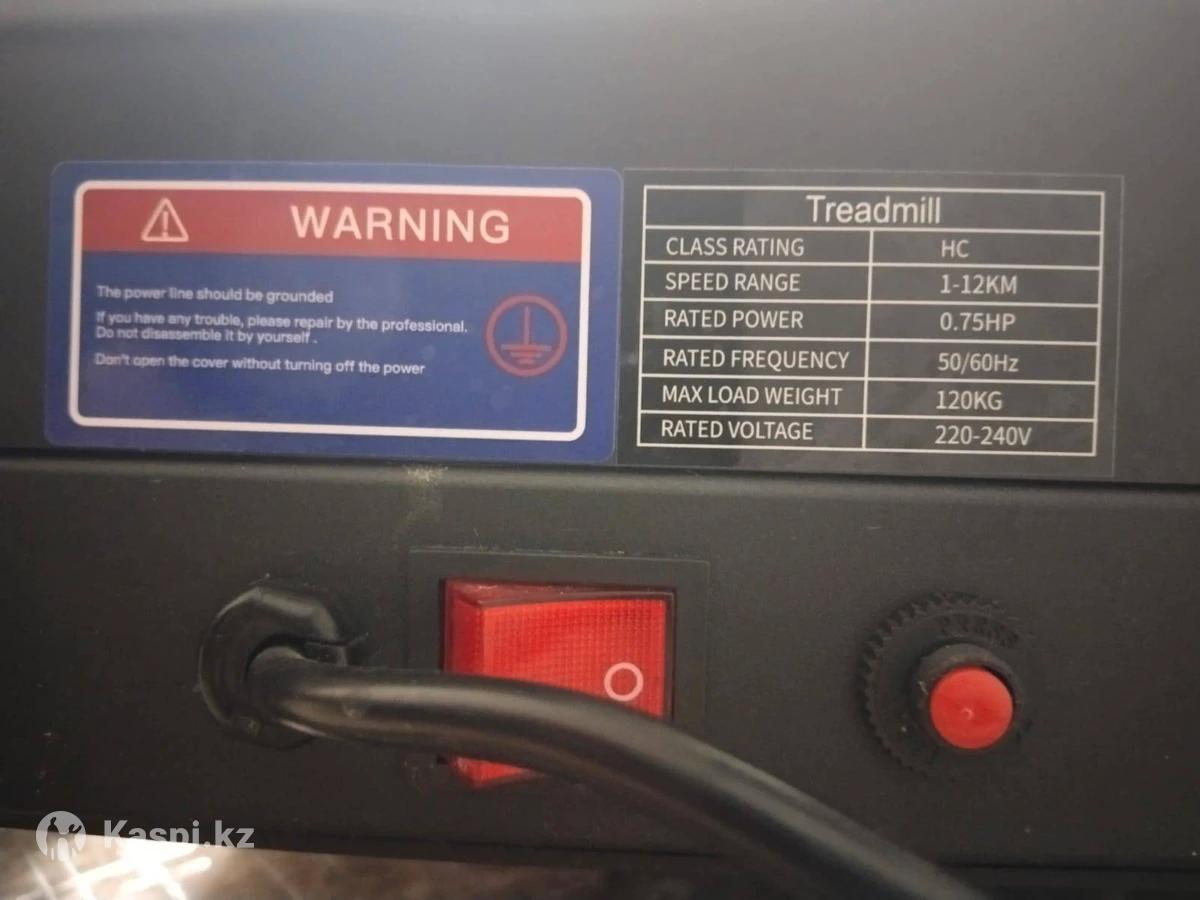 WARNING
The power line should be grounded
If you have any trouble, please repair by the professional.
Do not disassemble it by yourself .
Don't open the cover without turning off the power
Treadmill
CLASS RATING HC
SPEED RANGE 1-12KM
RATED POWER 0.75HP
RATED FREQUENCY 50/60Hz
MAX LOAD WEIGHT 120KG
RATED VOLTAGE 220-240V
PRESS
Kaspi.kz